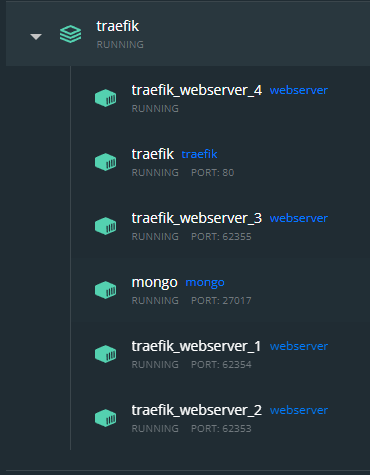 traefik
RUNNING
traefik_webserver_4 webserver
RUNNING
traefik traefik
RUNNING PORT: 80
traefik_webserver_3 webserver
RUNNING PORT: 62355
mongo mongo
RUNNING PORT: 27017
traefik_webserver_1 webserver
RUNNING PORT: 62354
traefik_webserver_2 webserver
RUNNING PORT: 62353